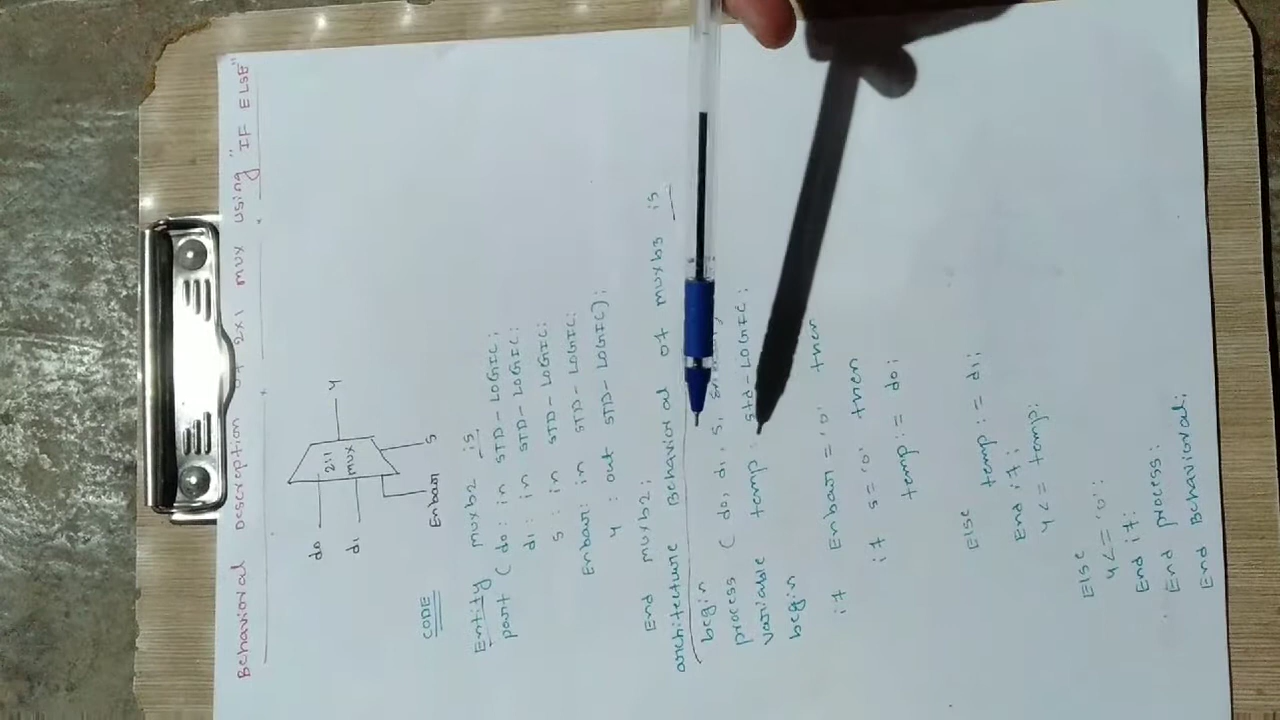 Behavioral Description of 2x1 mux using "IF ELSE"
d0
d1
2:1
mux
Y
S
Enbar
CODE
Entity muxb2 is
port ( d0 : in STD-LOGIC;
d1 : in STD-LOGIC;
S : in STD-LOGIC;
Enbar : in STD-LOGIC;
Y : out STD-LOGIC);
End muxb2;
architecture Behavioral of muxb3 is
begin
process ( d0, d1, S,
variable temp : std-LOGIC;
begin
if Enbar = '0' then
if S = '0' then
temp := d0;
Else
temp := d1;
End if;
Y <= temp;
Else
Y <= '0';
End if;
End process;
End Behavioral;